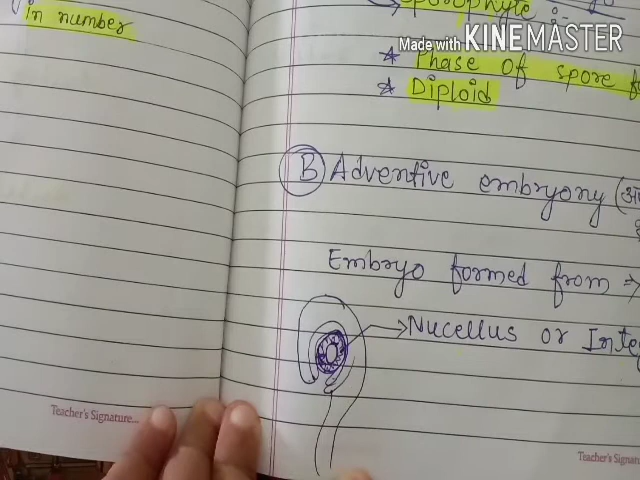 in number
Sporophyte :-
Made with KINEMASTER
* Phase of spore
* Diploid
(B) Adventive embryony (
Embryo formed from ⇒
Nucellus or Inte
Teacher's Signature...
Teacher's Signatu